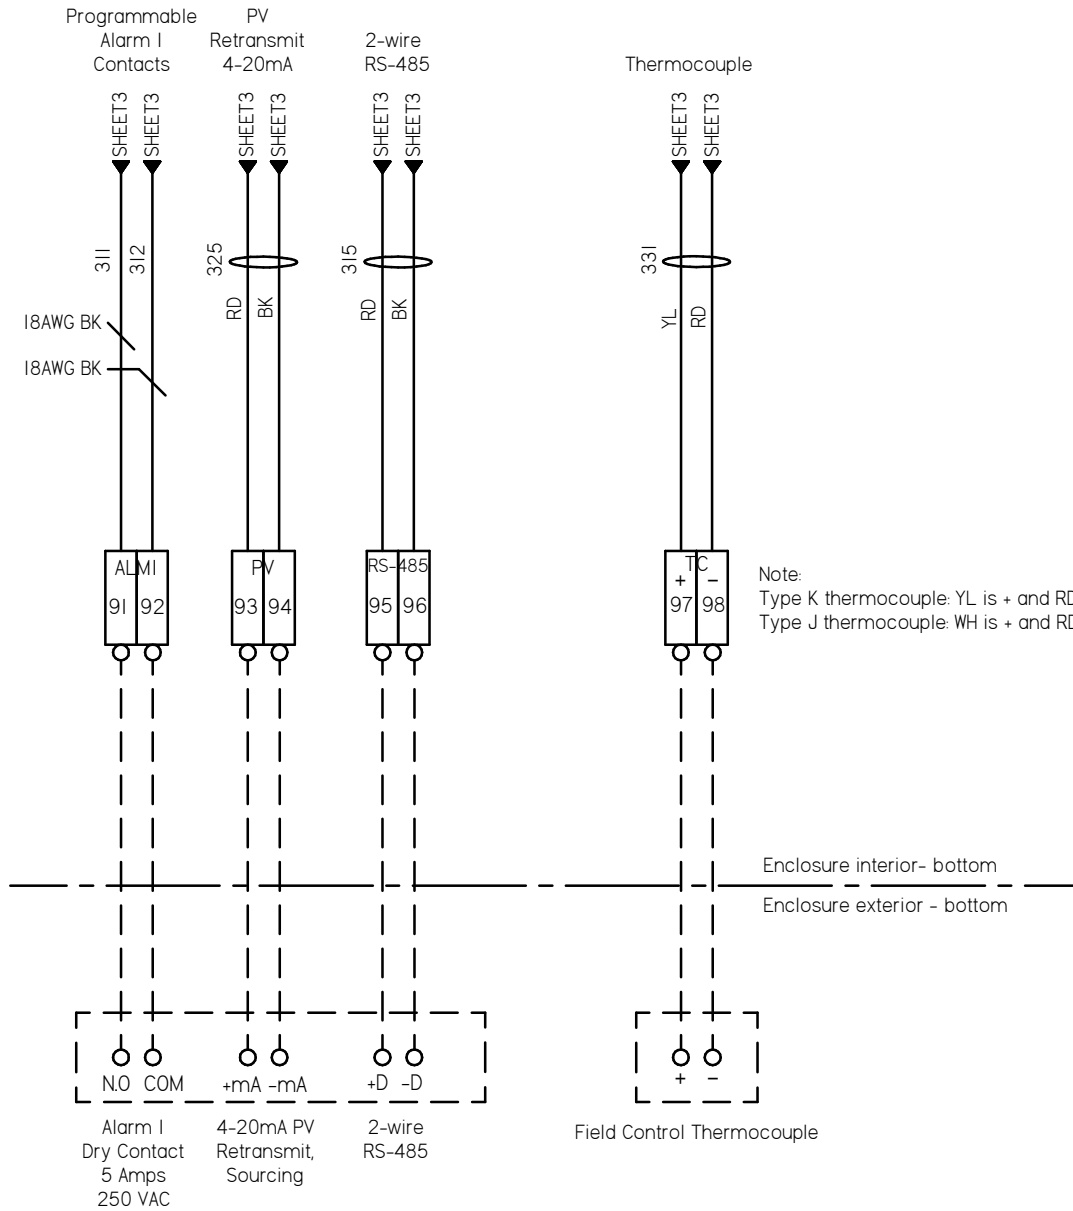 Programmable
Alarm 1
Contacts
PV
Retransmit
4-20mA
2-wire
RS-485
Thermocouple
SHEET3
SHEET3
SHEET3
SHEET3
SHEET3
SHEET3
SHEET3
SHEET3
311
312
325
315
331
RD
BK
RD
BK
YL
RD
18AWG BK
18AWG BK
ALM1
PV
RS-485
TC
+ −
91 92
93 94
95 96
97 98
Note:
Type K thermocouple: YL is + and RD
Type J thermocouple: WH is + and RD
Enclosure interior- bottom
Enclosure exterior - bottom
N.O COM
+mA -mA
+D -D
+ −
Alarm 1
Dry Contact
5 Amps
250 VAC
4-20mA PV
Retransmit,
Sourcing
2-wire
RS-485
Field Control Thermocouple